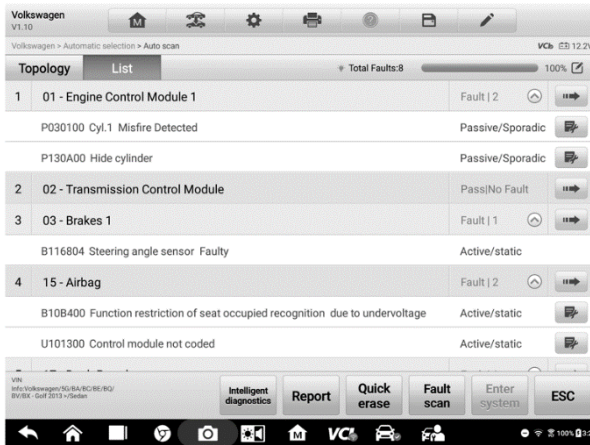 Volkswagen
V1.10
Volkswagen > Automatic selection > Auto scan
VCI 12.2V
Topology List Total Faults:8 100%
1 01 - Engine Control Module 1 Fault | 2
P030100 Cyl.1 Misfire Detected Passive/Sporadic
P130A00 Hide cylinder Passive/Sporadic
2 02 - Transmission Control Module Pass|No Fault
3 03 - Brakes 1 Fault | 1
B116804 Steering angle sensor Faulty Active/static
4 15 - Airbag Fault | 2
B10B400 Function restriction of seat occupied recognition due to undervoltage Active/static
U101300 Control module not coded Active/static
VIN
Info:Volkswagen/5G/BA/BC/BE/BQ/
BV/BX - Golf 2013 >/Sedan
Intelligent diagnostics
Report
Quick erase
Fault scan
Enter system
ESC
VCI 100%